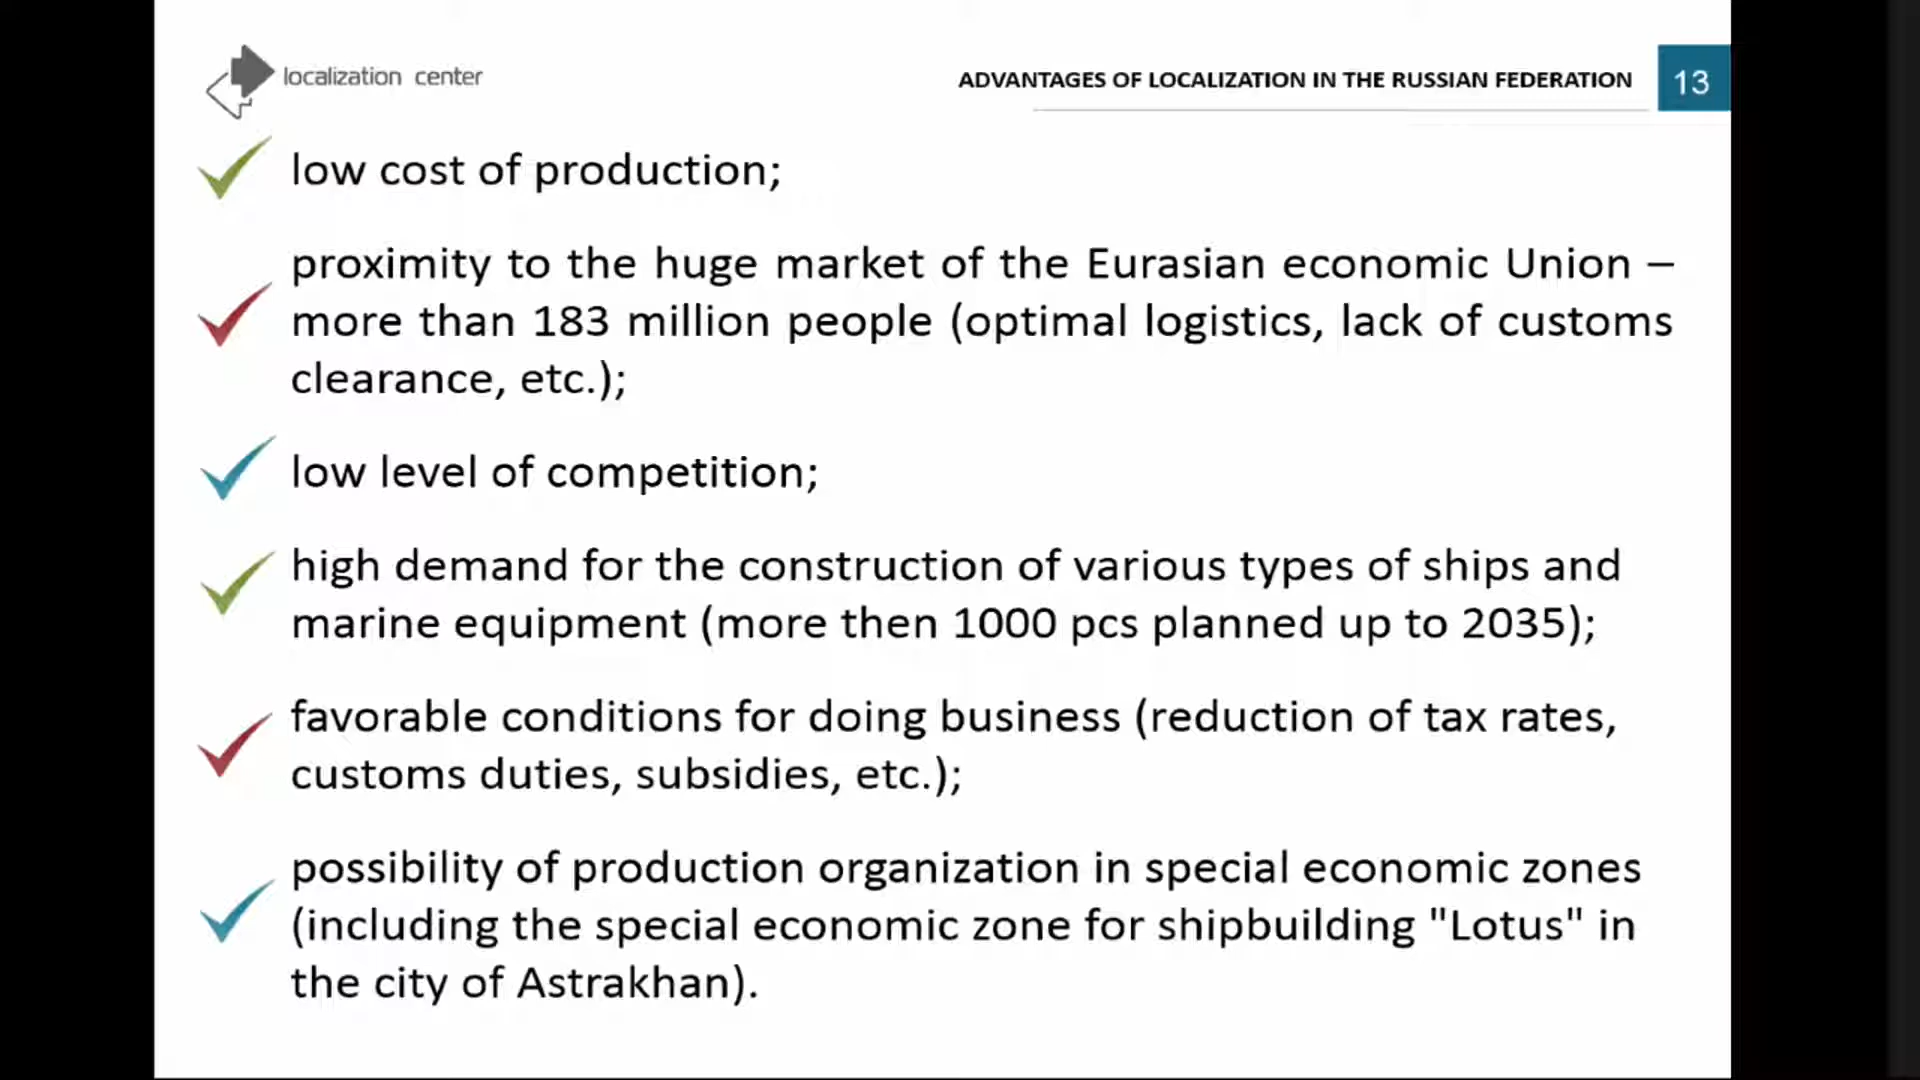 localization center
ADVANTAGES OF LOCALIZATION IN THE RUSSIAN FEDERATION
13
low cost of production;
proximity to the huge market of the Eurasian economic Union –
more than 183 million people (optimal logistics, lack of customs
clearance, etc.);
low level of competition;
high demand for the construction of various types of ships and
marine equipment (more then 1000 pcs planned up to 2035);
favorable conditions for doing business (reduction of tax rates,
customs duties, subsidies, etc.);
possibility of production organization in special economic zones
(including the special economic zone for shipbuilding "Lotus" in
the city of Astrakhan).